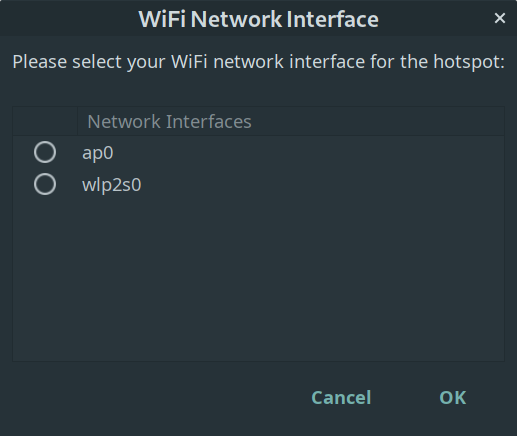 WiFi Network Interface
Please select your WiFi network interface for the hotspot:
Network Interfaces
ap0
wlp2s0
Cancel OK